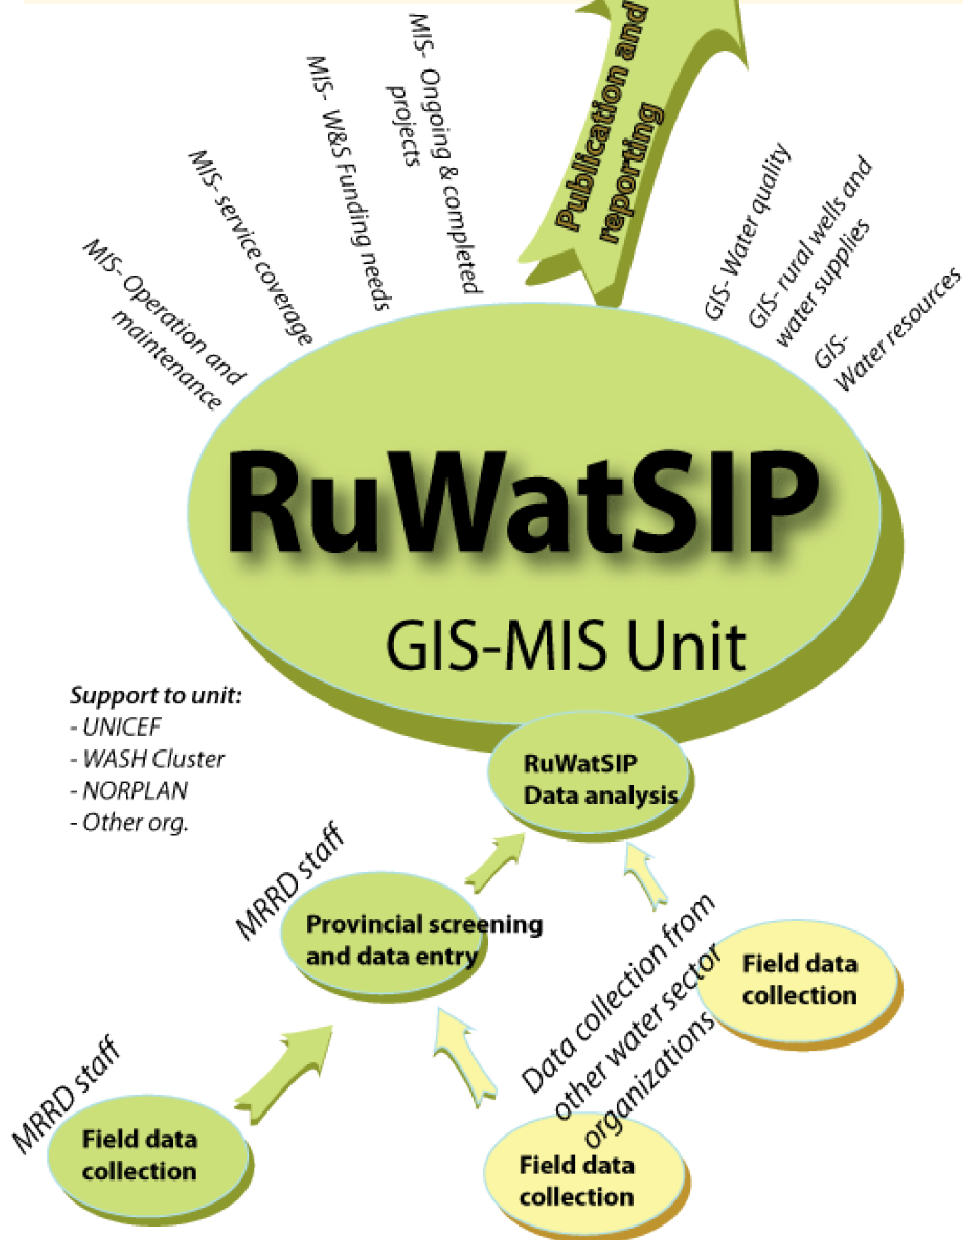 MIS- Operation and
maintenance
MIS- service coverage
MIS- W&S Funding needs
MIS- Ongoing & completed
projects
Publication and
reporting
GIS- Water quality
GIS- rural wells and
water supplies
GIS-
Water resources
RuWatSIP
GIS-MIS Unit
Support to unit:
- UNICEF
- WASH Cluster
- NORPLAN
- Other org.
RuWatSIP
Data analysis
MRRD staff
Provincial screening
and data entry
Data collection from
other water sector
organizations
Field data
collection
MRRD staff
Field data
collection
Field data
collection